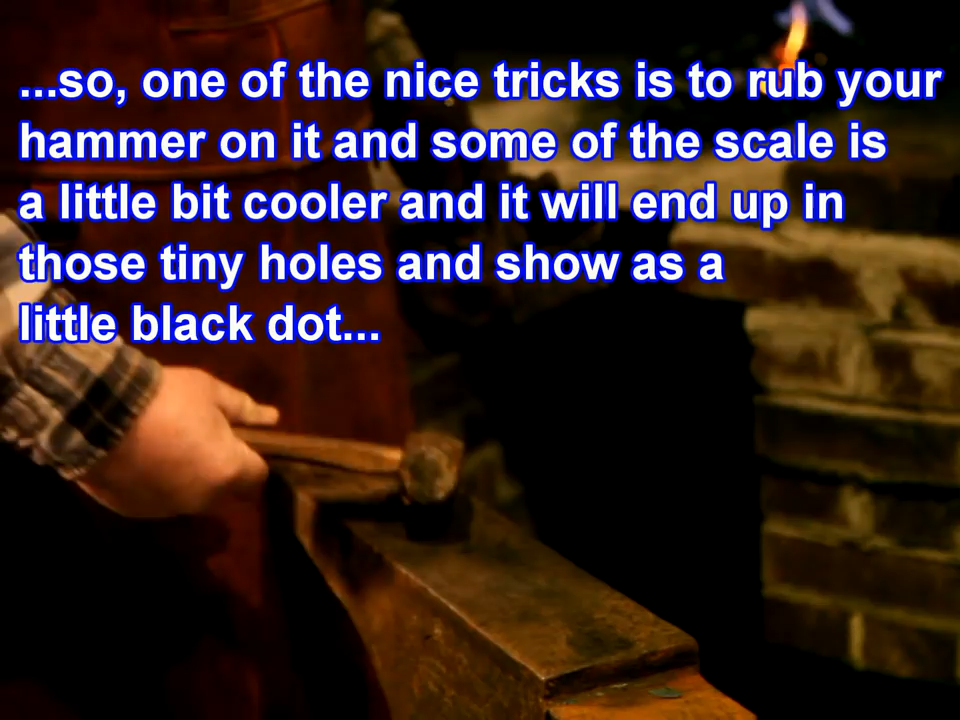 ...so, one of the nice tricks is to rub your
hammer on it and some of the scale is
a little bit cooler and it will end up in
those tiny holes and show as a
little black dot...